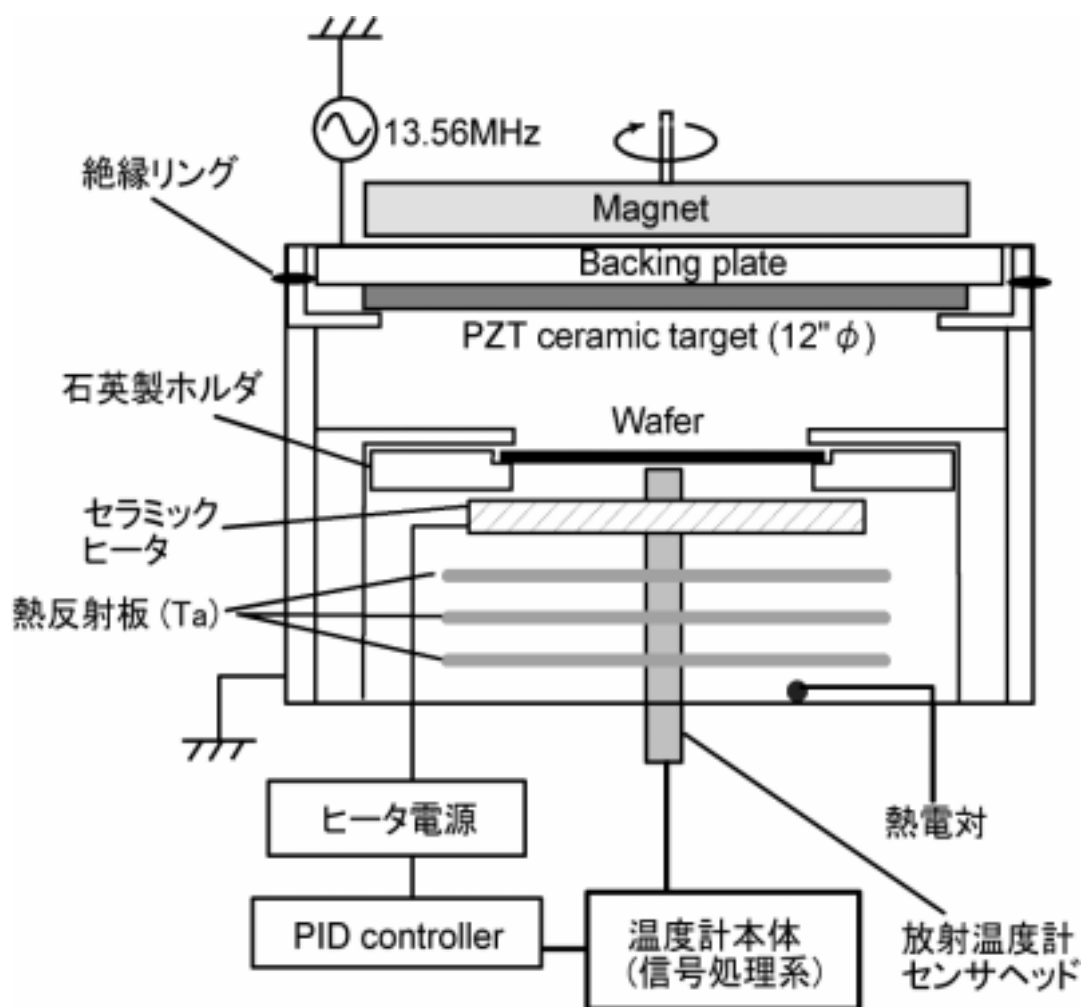 13.56MHz
絶縁リング
Magnet
Backing plate
PZT ceramic target (12"φ)
石英製ホルダ
Wafer
セラミック
ヒータ
熱反射板 (Ta)
ヒータ電源
熱電対
PID controller
温度計本体
(信号処理系)
放射温度計
センサヘッド